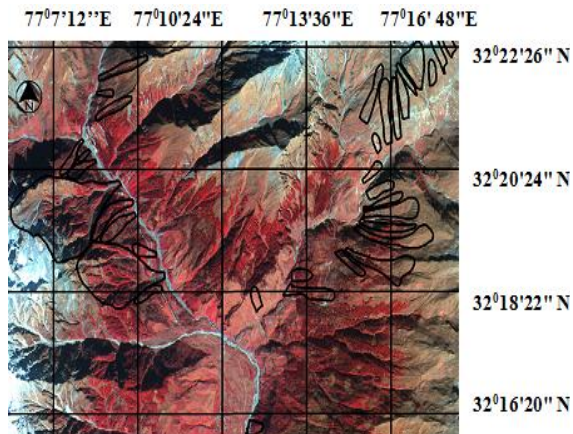 77⁰7'12’’E 77⁰10'24"E 77⁰13'36"E 77⁰16' 48"E
N
32⁰22'26" N
32⁰20'24" N
32⁰18'22" N
32⁰16'20" N